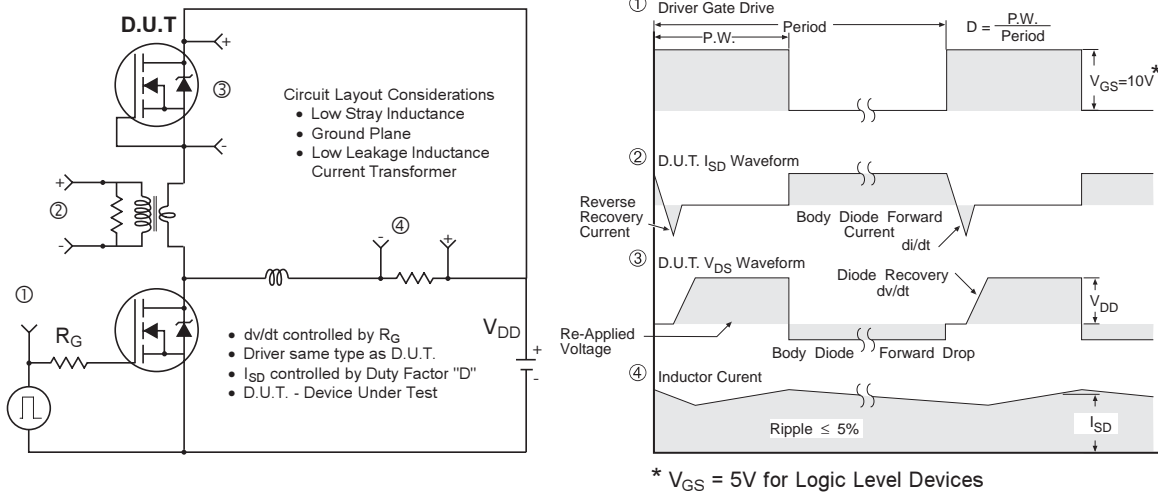 D.U.T
+
③
-
Circuit Layout Considerations
• Low Stray Inductance
• Ground Plane
• Low Leakage Inductance
Current Transformer
+
②
-
④
- +
①
R_G
V_DD
+
-
• dv/dt controlled by R_G
• Driver same type as D.U.T.
• I_SD controlled by Duty Factor "D"
• D.U.T. - Device Under Test
① Driver Gate Drive
P.W.
Period
D = P.W. / Period
V_GS=10V*
② D.U.T. I_SD Waveform
Reverse
Recovery
Current
Body Diode Forward
Current
di/dt
③ D.U.T. V_DS Waveform
Diode Recovery
dv/dt
V_DD
Re-Applied
Voltage
Body Diode Forward Drop
④ Inductor Curent
Ripple ≤ 5%
I_SD
* V_GS = 5V for Logic Level Devices